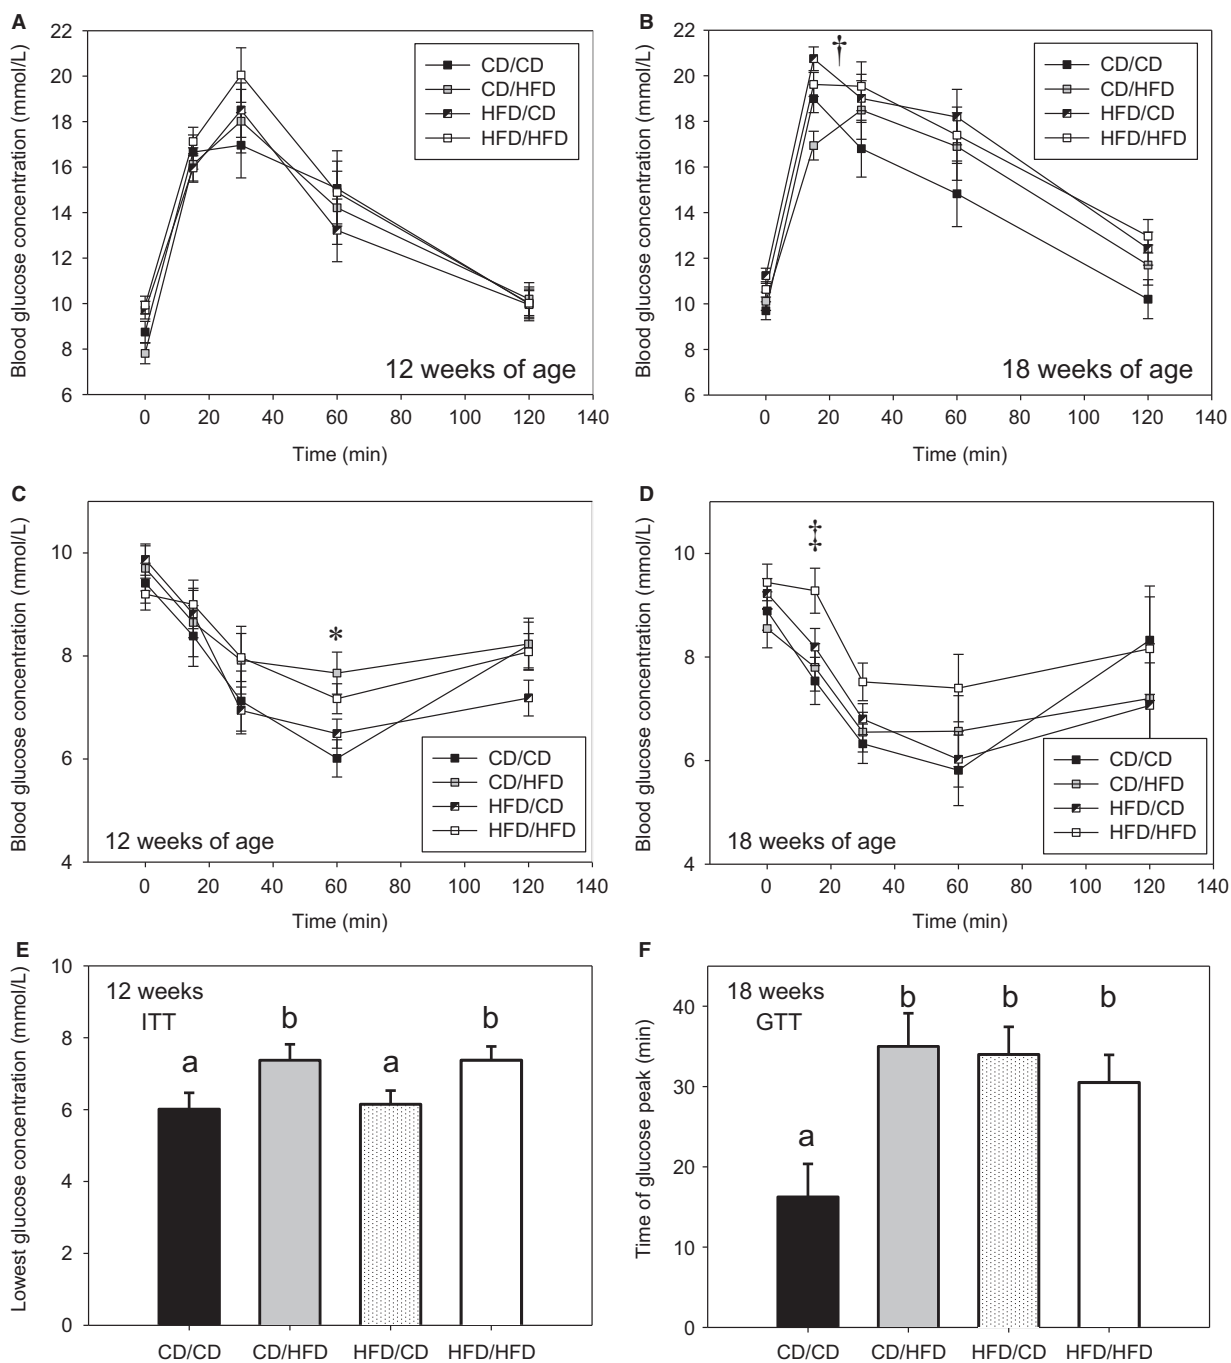 A
Blood glucose concentration (mmol/L)
22
20
18
16
14
12
10
8
6
CD/CD
CD/HFD
HFD/CD
HFD/HFD
12 weeks of age
0 20 40 60 80 100 120 140
Time (min)
B
Blood glucose concentration (mmol/L)
22
20
18
16
14
12
10
8
6
†
CD/CD
CD/HFD
HFD/CD
HFD/HFD
18 weeks of age
0 20 40 60 80 100 120 140
Time (min)
C
Blood glucose concentration (mmol/L)
10
8
6
4
*
CD/CD
CD/HFD
HFD/CD
HFD/HFD
12 weeks of age
0 20 40 60 80 100 120 140
Time (min)
D
Blood glucose concentration (mmol/L)
10
8
6
4
‡
CD/CD
CD/HFD
HFD/CD
HFD/HFD
18 weeks of age
0 20 40 60 80 100 120 140
Time (min)
E
Lowest glucose concentration (mmol/L)
10
8
6
4
2
0
12 weeks
ITT
a b a b
CD/CD CD/HFD HFD/CD HFD/HFD
F
Time of glucose peak (min)
40
30
20
10
0
18 weeks
GTT
a b b b
CD/CD CD/HFD HFD/CD HFD/HFD